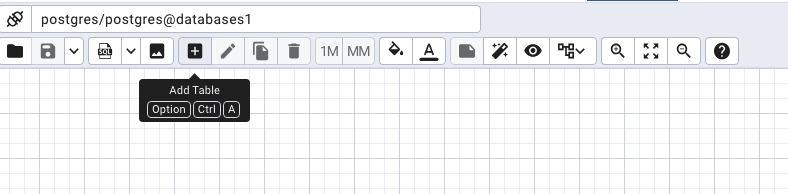 postgres/postgres@databases1
SQL 1M MM A
Add Table
Option Ctrl A